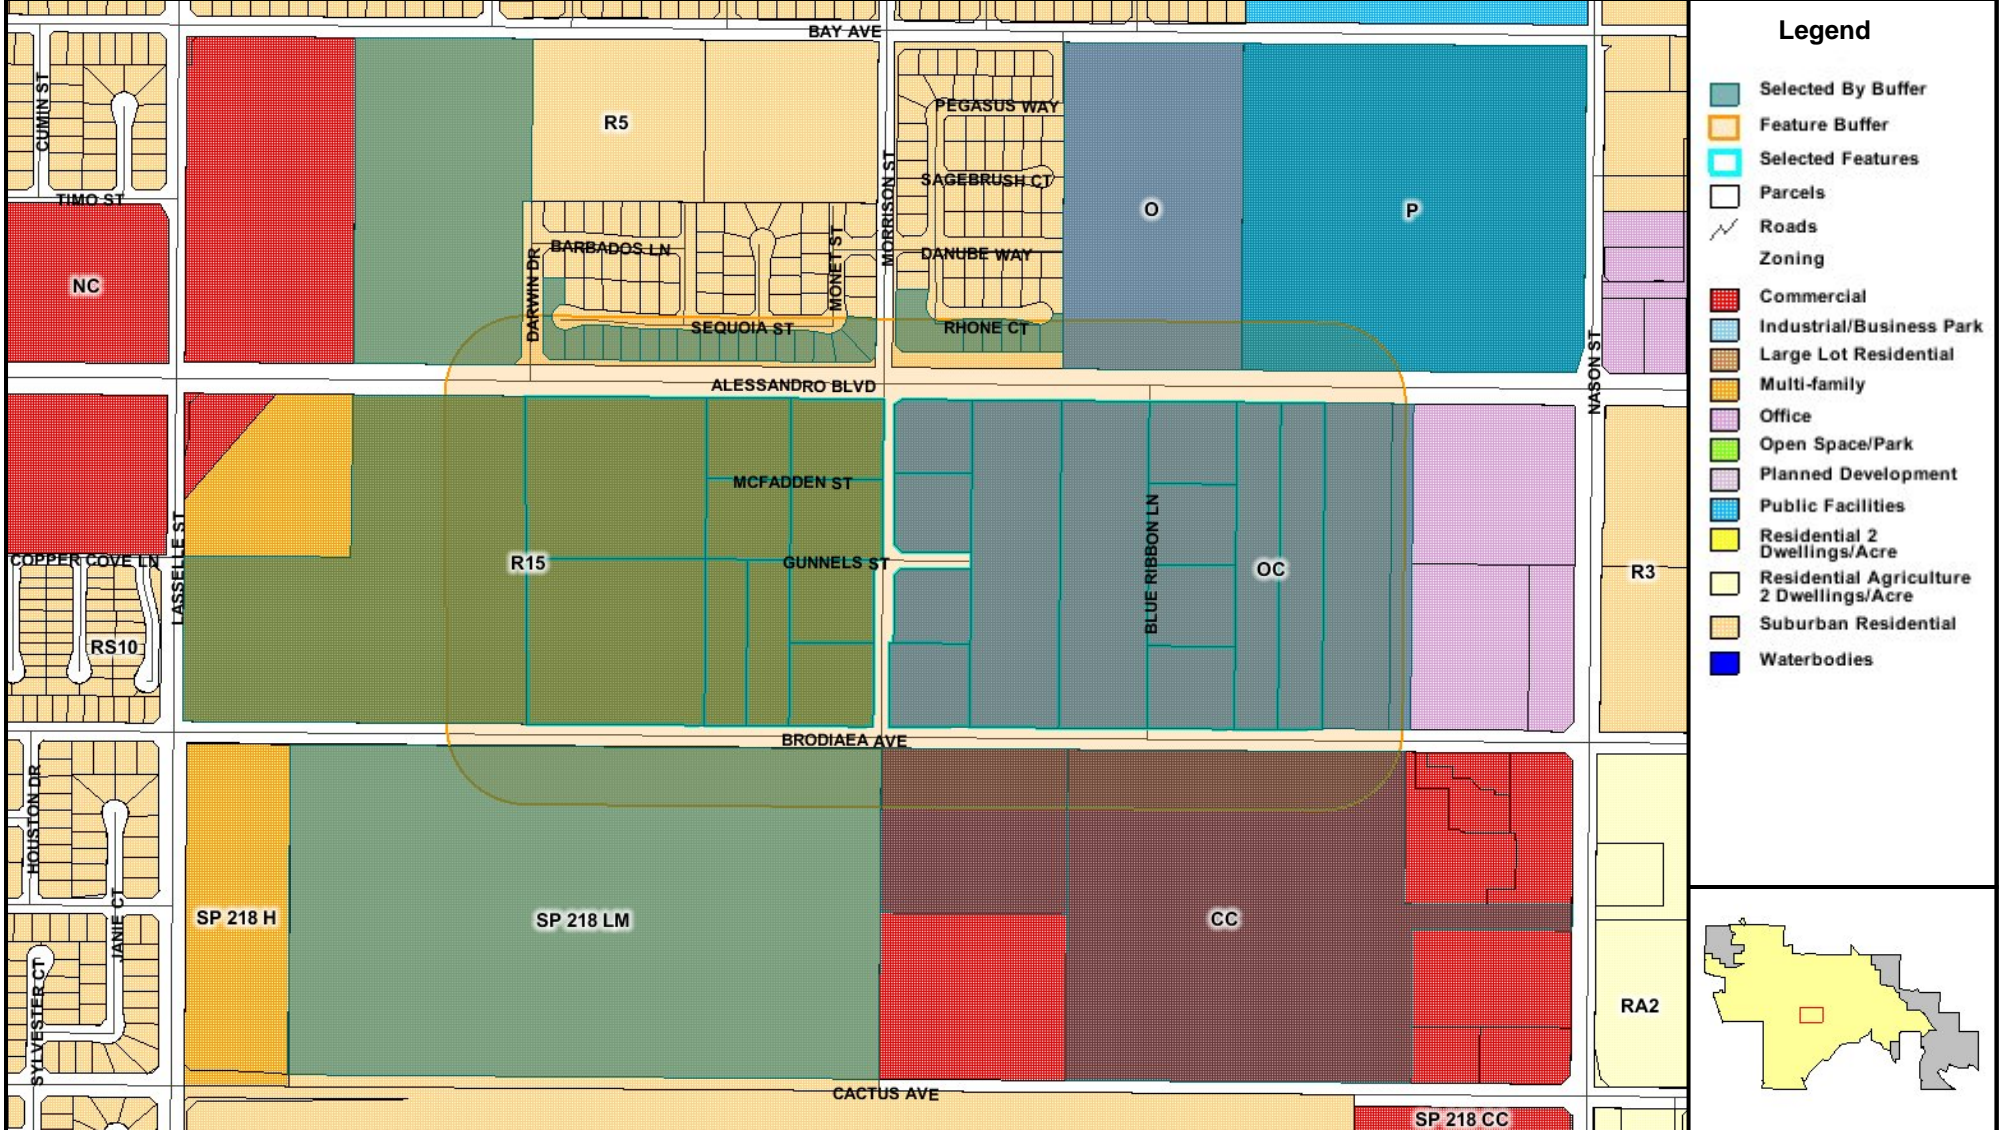 BAY AVE
CUMIN ST
R5
PEGASUS WAY
MORRISON ST
SAGEBRUSH CT
TIMO ST
O
P
BARBADOS LN
MONET ST
DANUBE WAY
DARWIN DR
NC
SEQUOIA ST
RHONE CT
NASON ST
ALESSANDRO BLVD
MCFADDEN ST
COPPER COVE LN
LASSELLE ST
R15
GUNNELS ST
BLUE RIBBON LN
OC
R3
RS10
BRODIAEA AVE
HOUSTON DR
JANIE CT
SP 218 H
SP 218 LM
CC
SYLVESTER CT
RA2
CACTUS AVE
SP 218 CC
Legend
Selected By Buffer
Feature Buffer
Selected Features
Parcels
Roads
Zoning
Commercial
Industrial/Business Park
Large Lot Residential
Multi-family
Office
Open Space/Park
Planned Development
Public Facilities
Residential 2
Dwellings/Acre
Residential Agriculture
2 Dwellings/Acre
Suburban Residential
Waterbodies